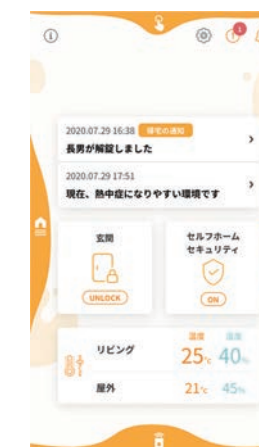 1
2020.07.29 16:38 帰宅の通知
長男が解錠しました
2020.07.29 17:51
現在、熱中症になりやすい環境です
玄関
UNLOCK
セルフホーム
セキュリティ
ON
温度 湿度
リビング 25℃ 40%
屋外 21℃ 45%